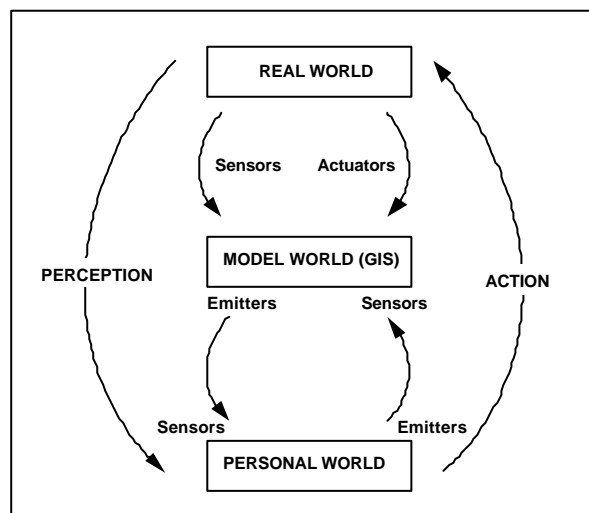 REAL WORLD
Sensors Actuators
MODEL WORLD (GIS)
PERCEPTION ACTION
Emitters Sensors
Sensors Emitters
PERSONAL WORLD